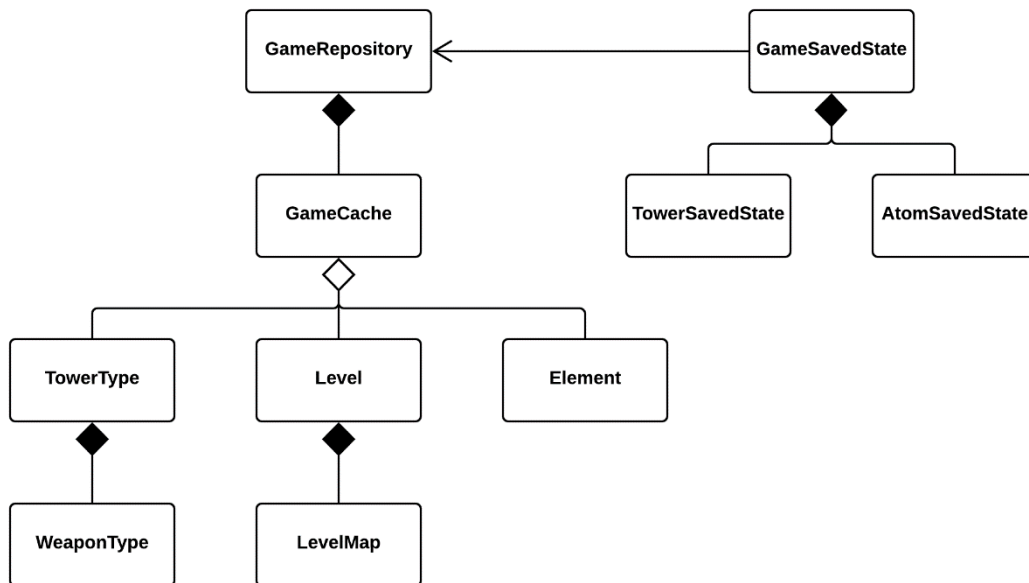 GameRepository
GameSavedState
GameCache
TowerSavedState
AtomSavedState
TowerType
Level
Element
WeaponType
LevelMap